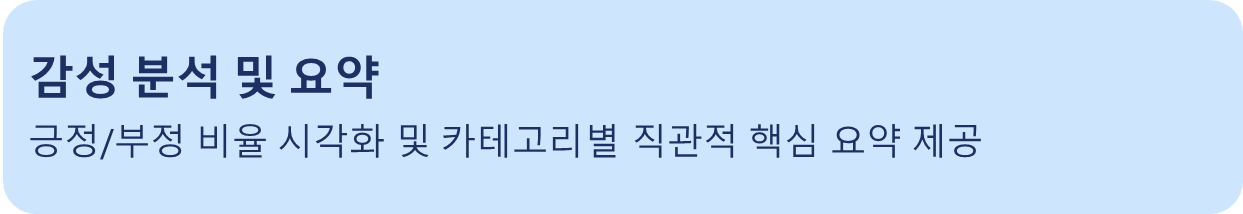 감성 분석 및 요약
긍정/부정 비율 시각화 및 카테고리별 직관적 핵심 요약 제공